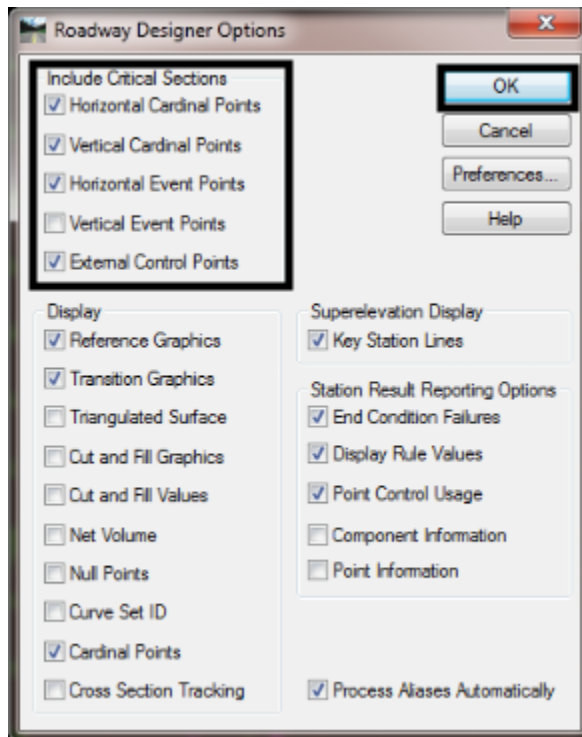 Roadway Designer Options
Include Critical Sections
Horizontal Cardinal Points
Vertical Cardinal Points
Horizontal Event Points
Vertical Event Points
External Control Points
OK
Cancel
Preferences...
Help
Display
Reference Graphics
Transition Graphics
Triangulated Surface
Cut and Fill Graphics
Cut and Fill Values
Net Volume
Null Points
Curve Set ID
Cardinal Points
Cross Section Tracking
Superelevation Display
Key Station Lines
Station Result Reporting Options
End Condition Failures
Display Rule Values
Point Control Usage
Component Information
Point Information
Process Aliases Automatically